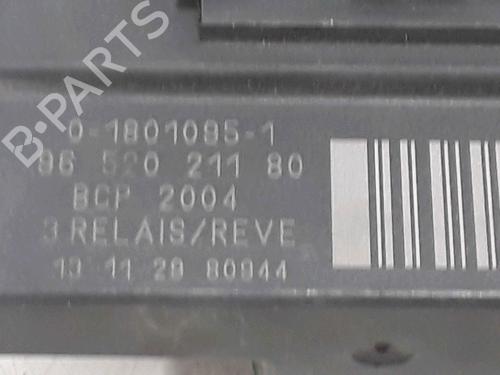 B-PARTS
0-1801095-1
96 520 211 80
BCP 2004
3 RELAIS/REVE
13 11 29 80944